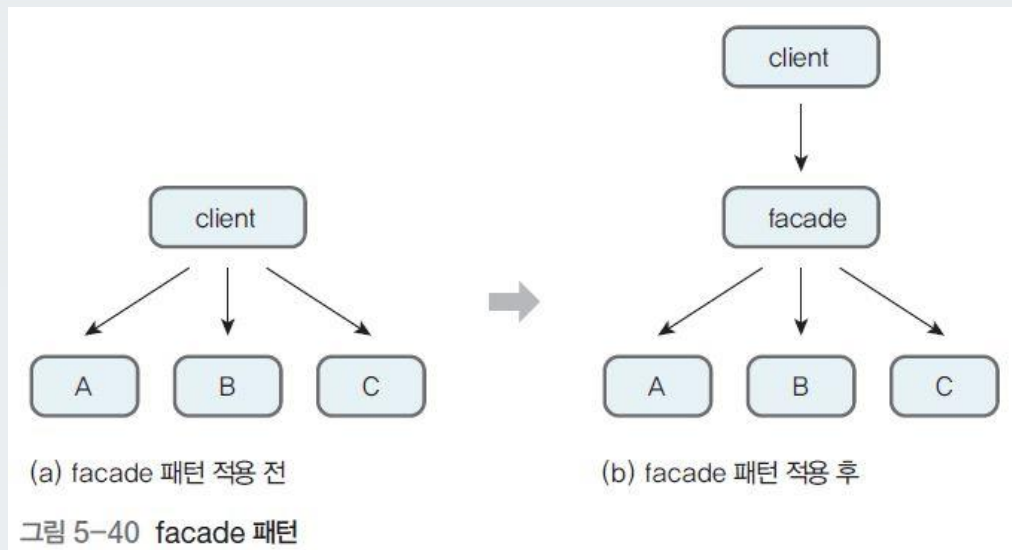 client
client
facade
A
B
C
A
B
C
(a) facade 패턴 적용 전
(b) facade 패턴 적용 후
그림 5-40 facade 패턴